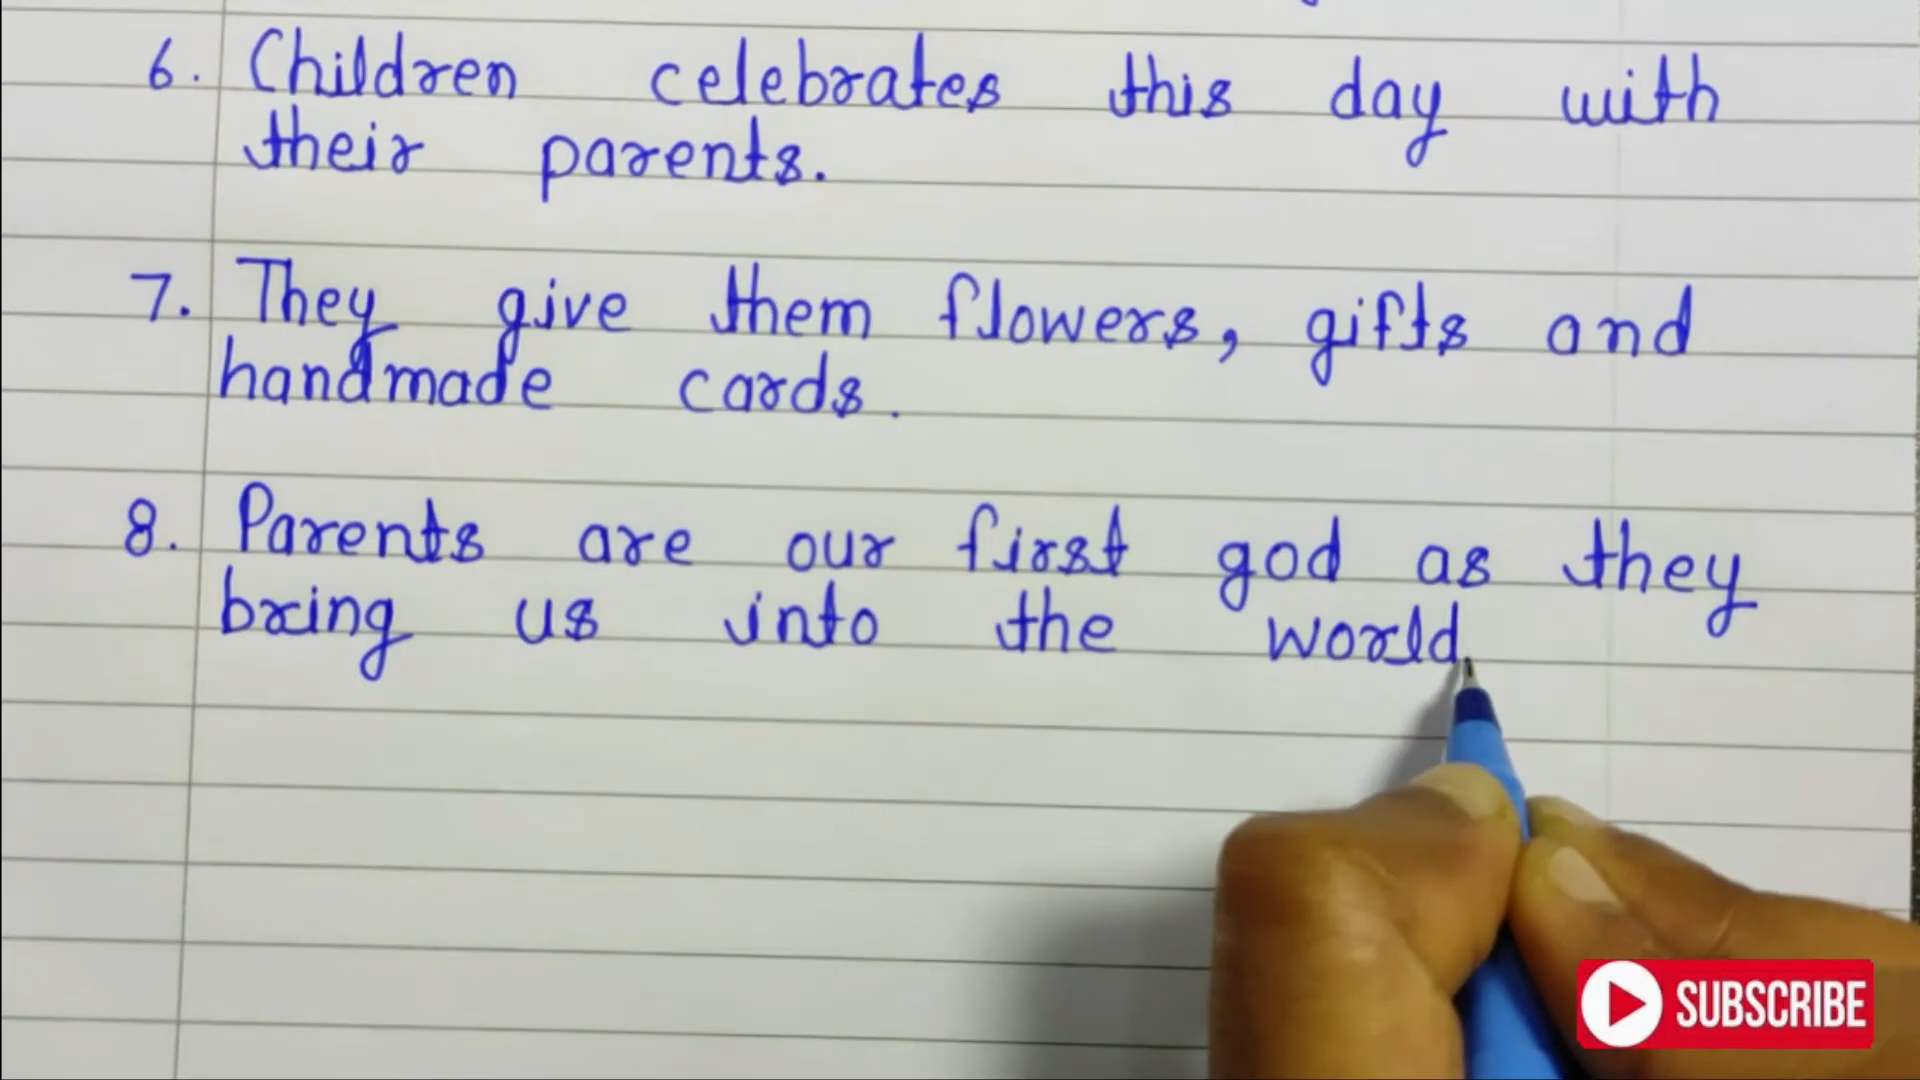 6. Children celebrates this day with
their parents.
7. They give them flowers, gifts and
handmade cards.
8. Parents are our first god as they
bring us into the world.
SUBSCRIBE